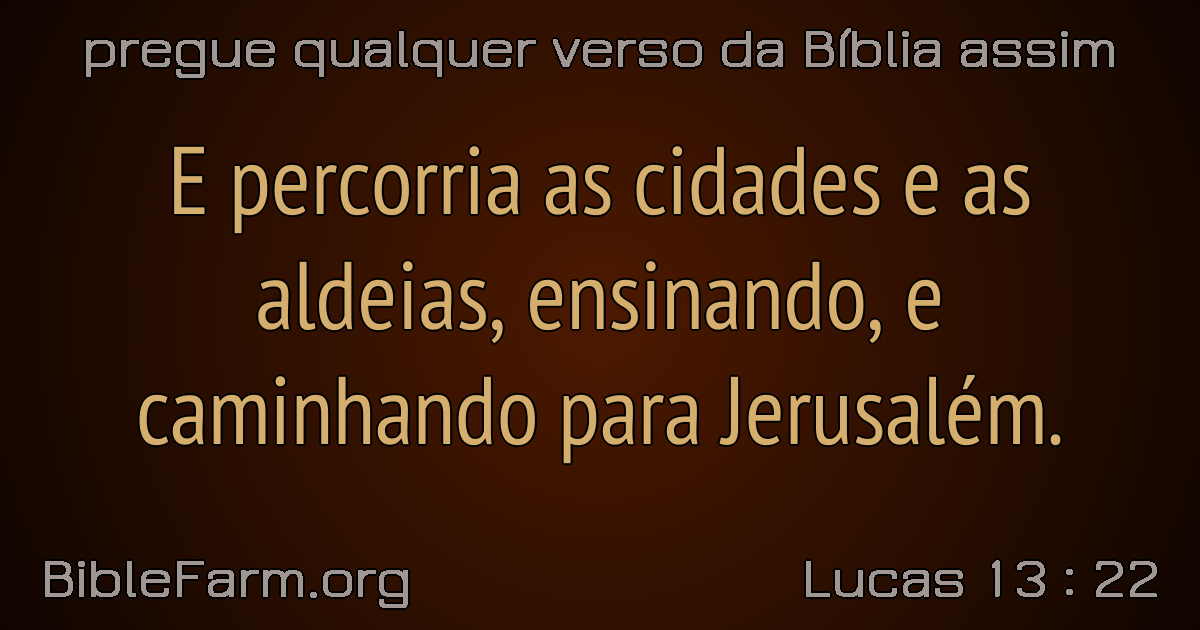 pregue qualquer verso da Bíblia assim
E percorria as cidades e as
aldeias, ensinando, e
caminhando para Jerusalém.
BibleFarm.org
Lucas 13 : 22